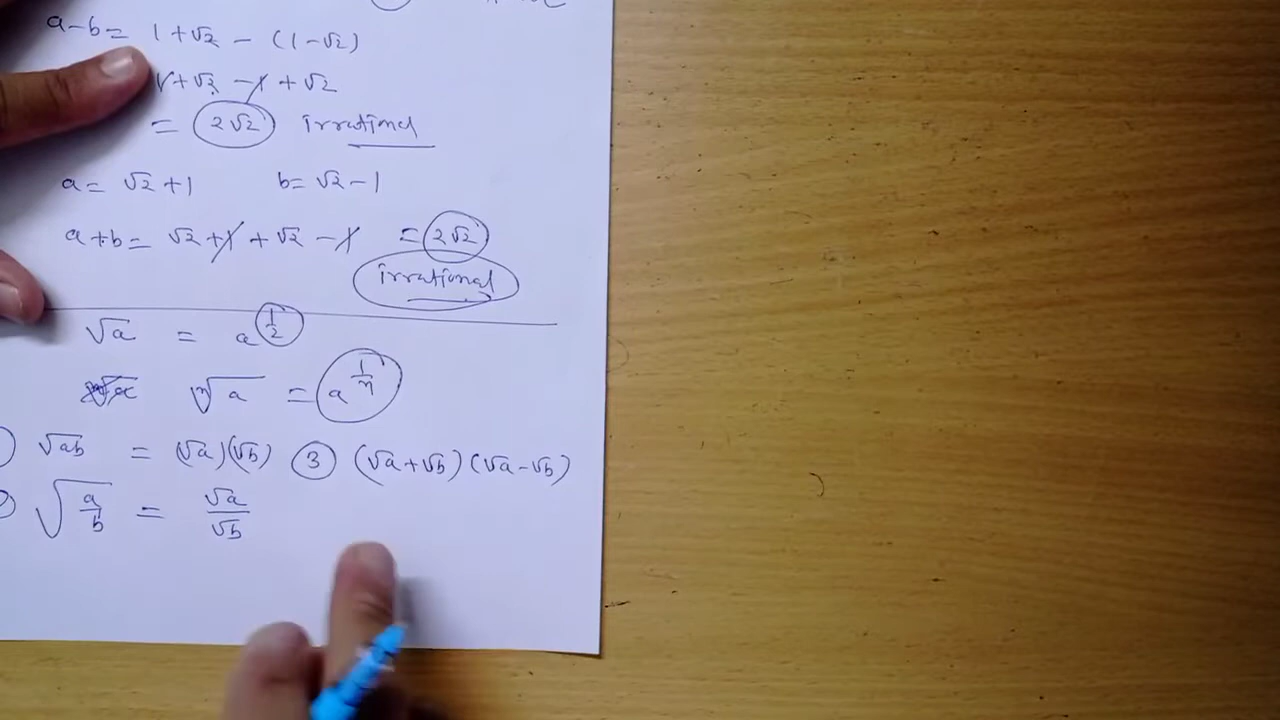 a-b= 1+√2 - (1-√2)
1+√2 -1 +√2
= 2√2 irrational
a= √2+1 b= √2-1
a+b= √2+1 +√2 -1 = 2√2
irrational
√a = a^(1/2)
ⁿ√a = a^(1/n)
√ab = (√a)(√b) 3 (√a+√b)(√a-√b)
√(a/b) = √a/√b